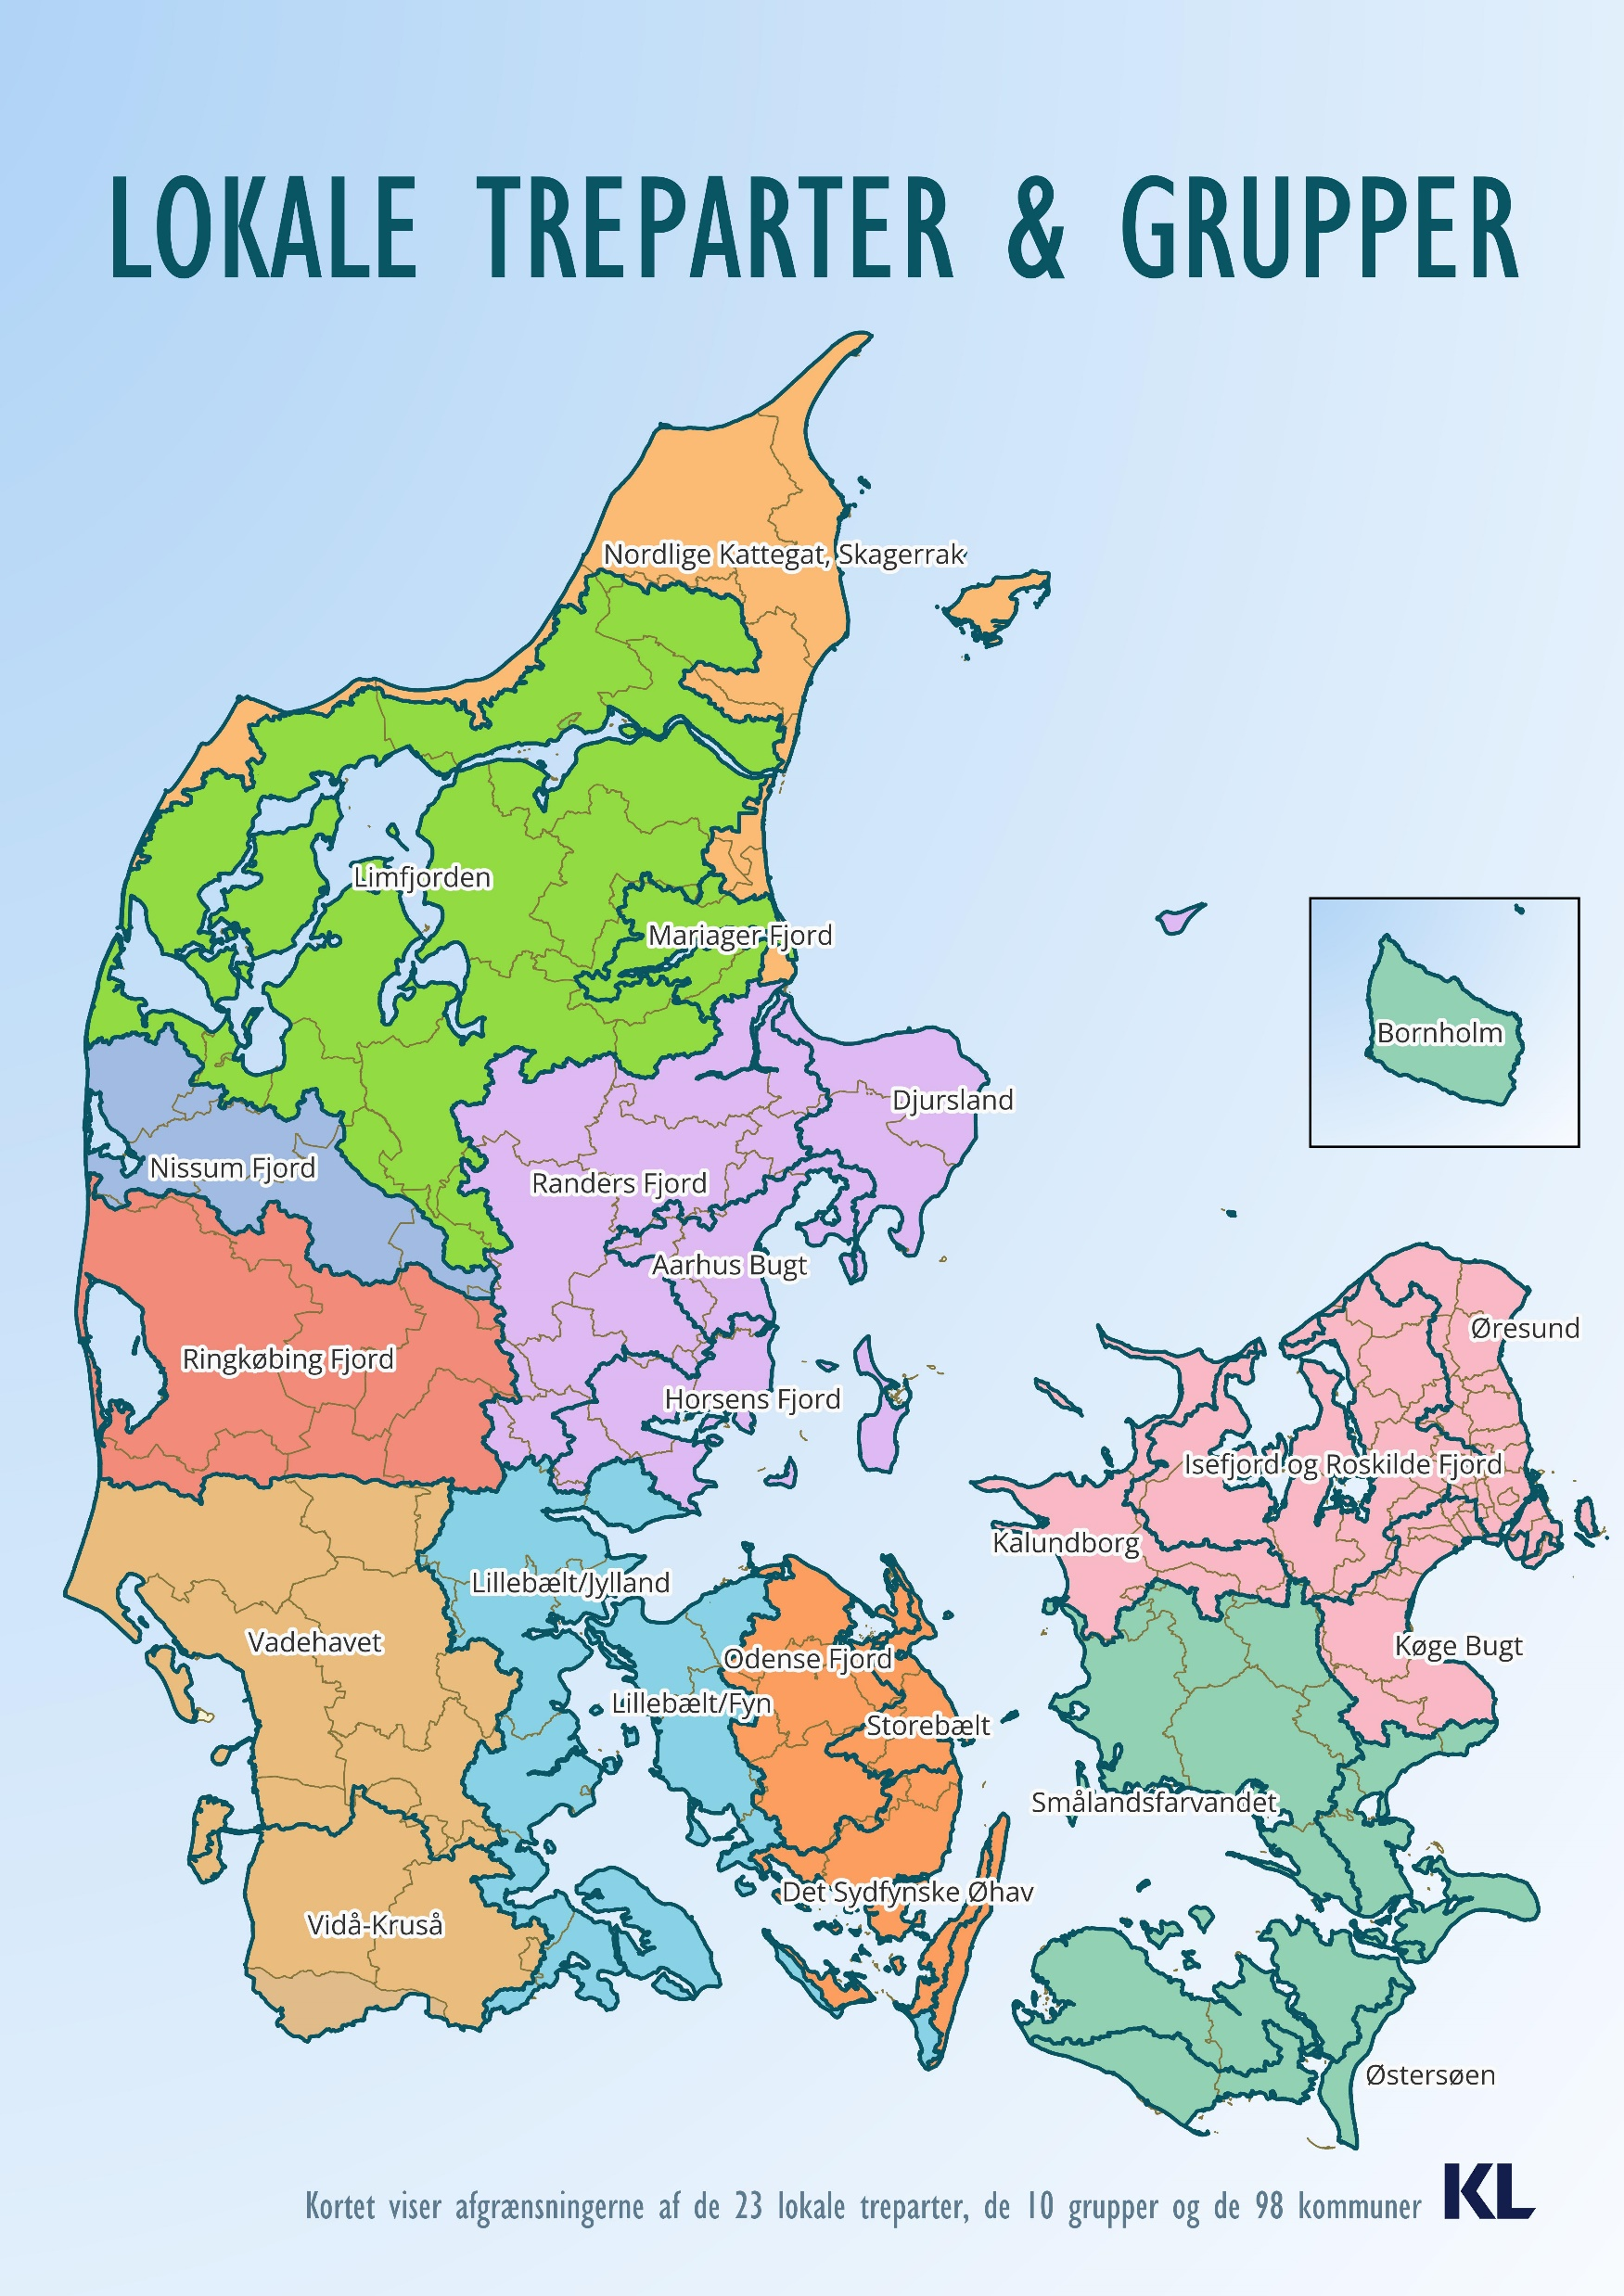 LOKALE TREPARTER & GRUPPER
Nordlige Kattegat, Skagerrak
Limfjorden
Mariager Fjord
Bornholm
Djursland
Nissum Fjord
Randers Fjord
Aarhus Bugt
Øresund
Ringkøbing Fjord
Horsens Fjord
Isefjord og Roskilde Fjord
Kalundborg
Lillebælt/Jylland
Vadehavet
Køge Bugt
Odense Fjord
Lillebælt/Fyn
Storebælt
Smålandsfarvandet
Det Sydfynske Øhav
Vidå-Kruså
Østersøen
Kortet viser afgrænsningerne af de 23 lokale treparter, de 10 grupper og de 98 kommuner
KL